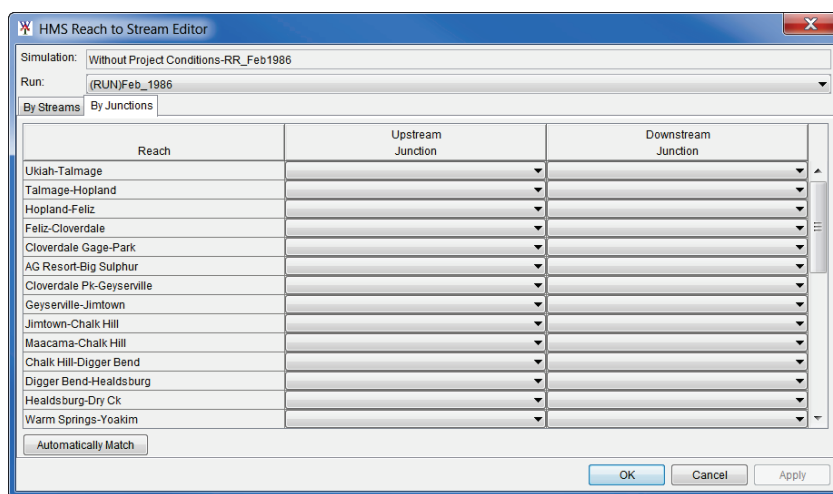 HMS Reach to Stream Editor
Simulation: Without Project Conditions-RR_Feb1986
Run: (RUN)Feb_1986
By Streams By Junctions
Reach Upstream Junction Downstream Junction
Ukiah-Talmage
Talmage-Hopland
Hopland-Feliz
Feliz-Cloverdale
Cloverdale Gage-Park
AG Resort-Big Sulphur
Cloverdale Pk-Geyserville
Geyserville-Jimtown
Jimtown-Chalk Hill
Maacama-Chalk Hill
Chalk Hill-Digger Bend
Digger Bend-Healdsburg
Healdsburg-Dry Ck
Warm Springs-Yoakim
Automatically Match
OK Cancel Apply